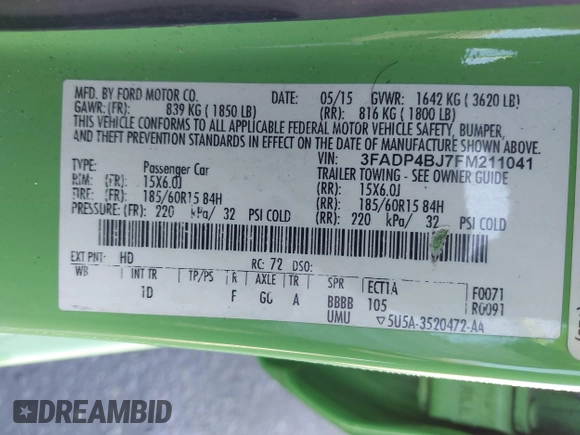 MFD. BY FORD MOTOR CO. DATE: 05/15 GVWR: 1642 KG ( 3620 LB)
GAWR: (FR): 839 KG ( 1850 LB) (RR): 816 KG ( 1800 LB)
THIS VEHICLE CONFORMS TO ALL APPLICABLE FEDERAL MOTOR VEHICLE SAFETY, BUMPER,
AND THEFT PREVENTION STANDARDS IN EFFECT ON THE DATE OF MANUFACTURE SHOWN ABOVE.
VIN: 3FADP4BJ7FM211041
TYPE: Passenger Car TRAILER TOWING - SEE OWNER GUIDE
RIM: (FR) 15X6.0J (RR): 15X6.0J
TIRE: (FR) 185/60R15 84H (RR): 185/60R15 84H
PRESSURE: (FR) 220 kPa/ 32 PSI COLD (RR) 220 kPa/ 32 PSI COLD
EXT PNT: HD RC: 72 DSO:
WB INT TR TP/PS R AXLE TR SPR ECT1A F0071
1D F GG A BBBB 105 R0091
UMU ▽5U5A-3520472-AA
DREAMBID